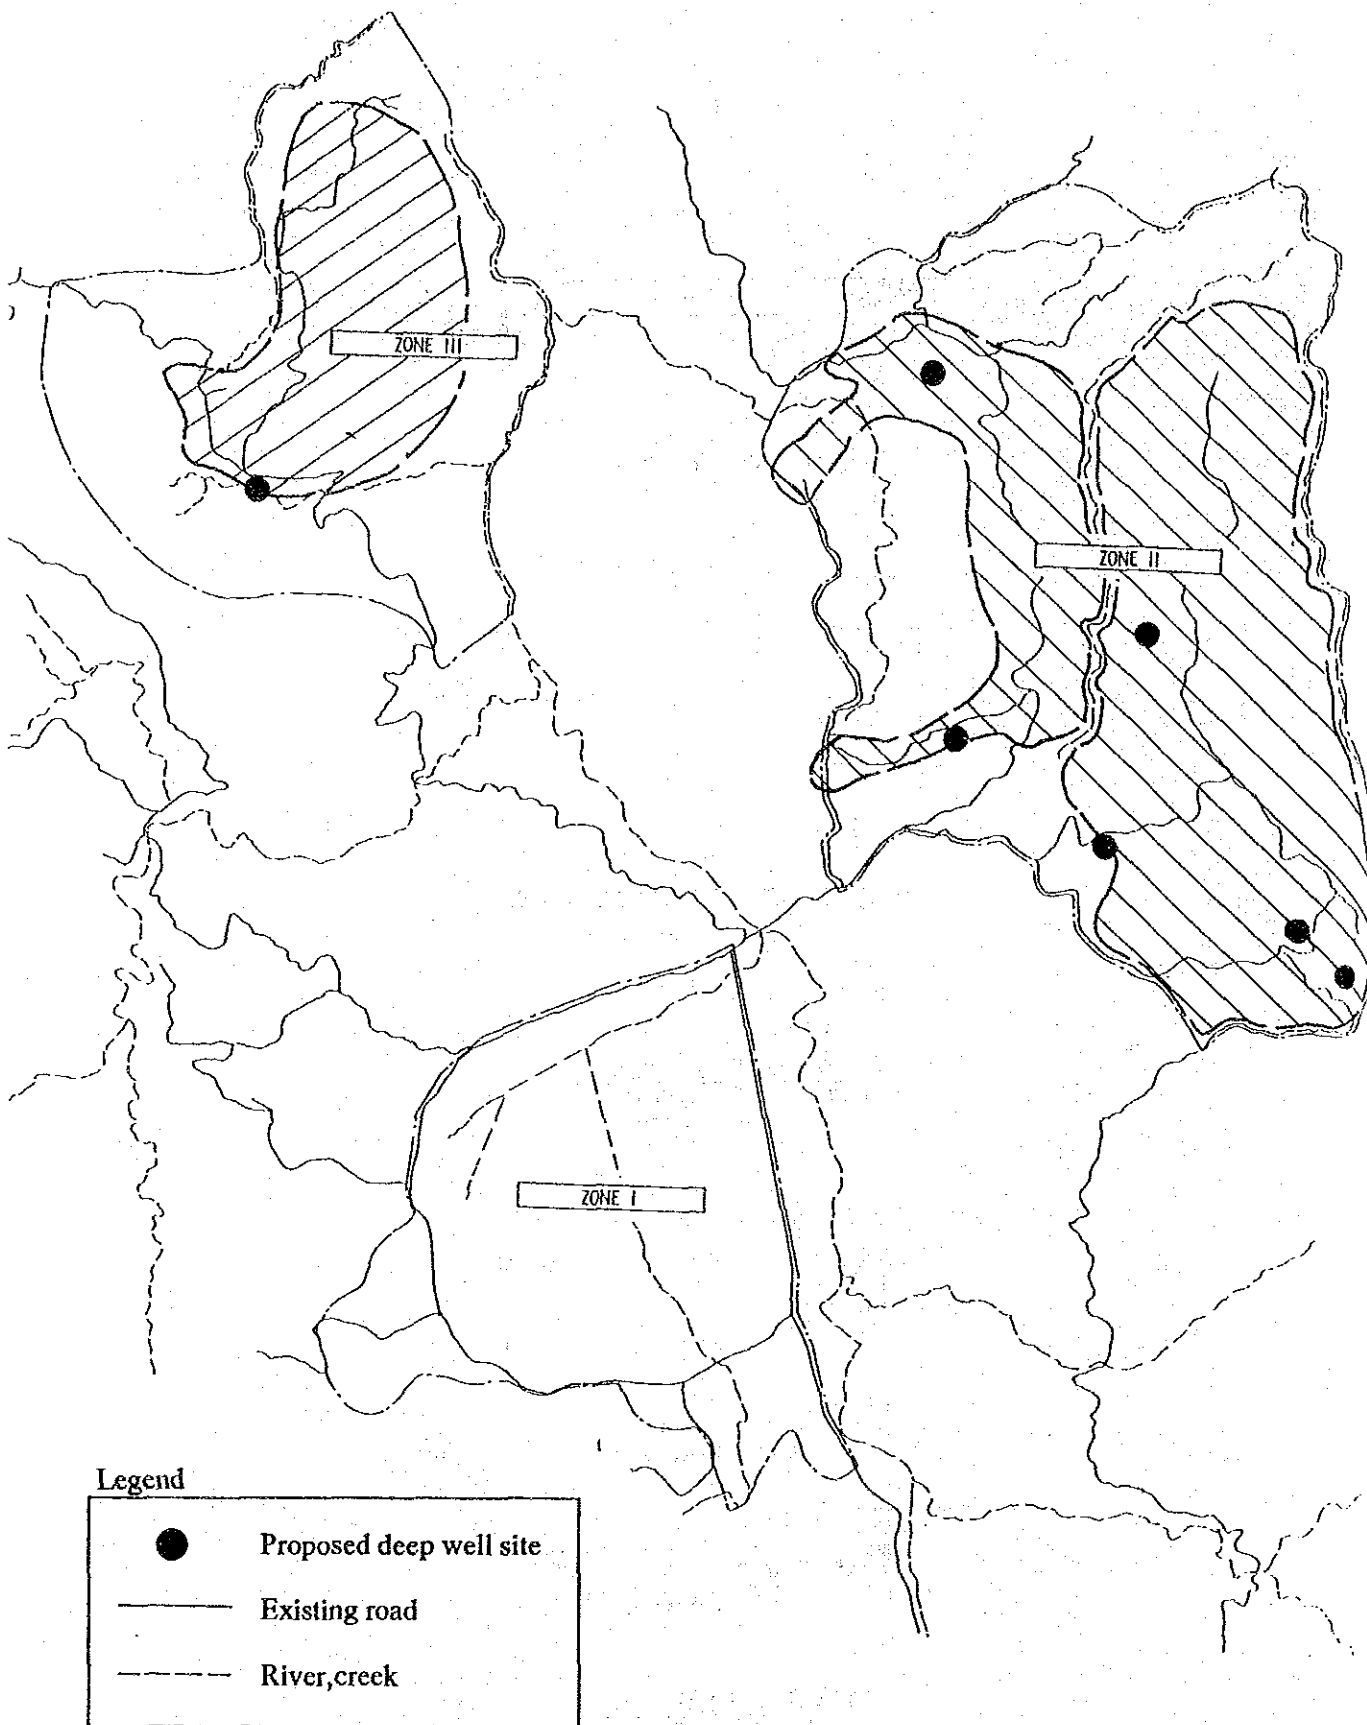 ZONE III
ZONE II
ZONE I
Legend
Proposed deep well site
Existing road
River,creek